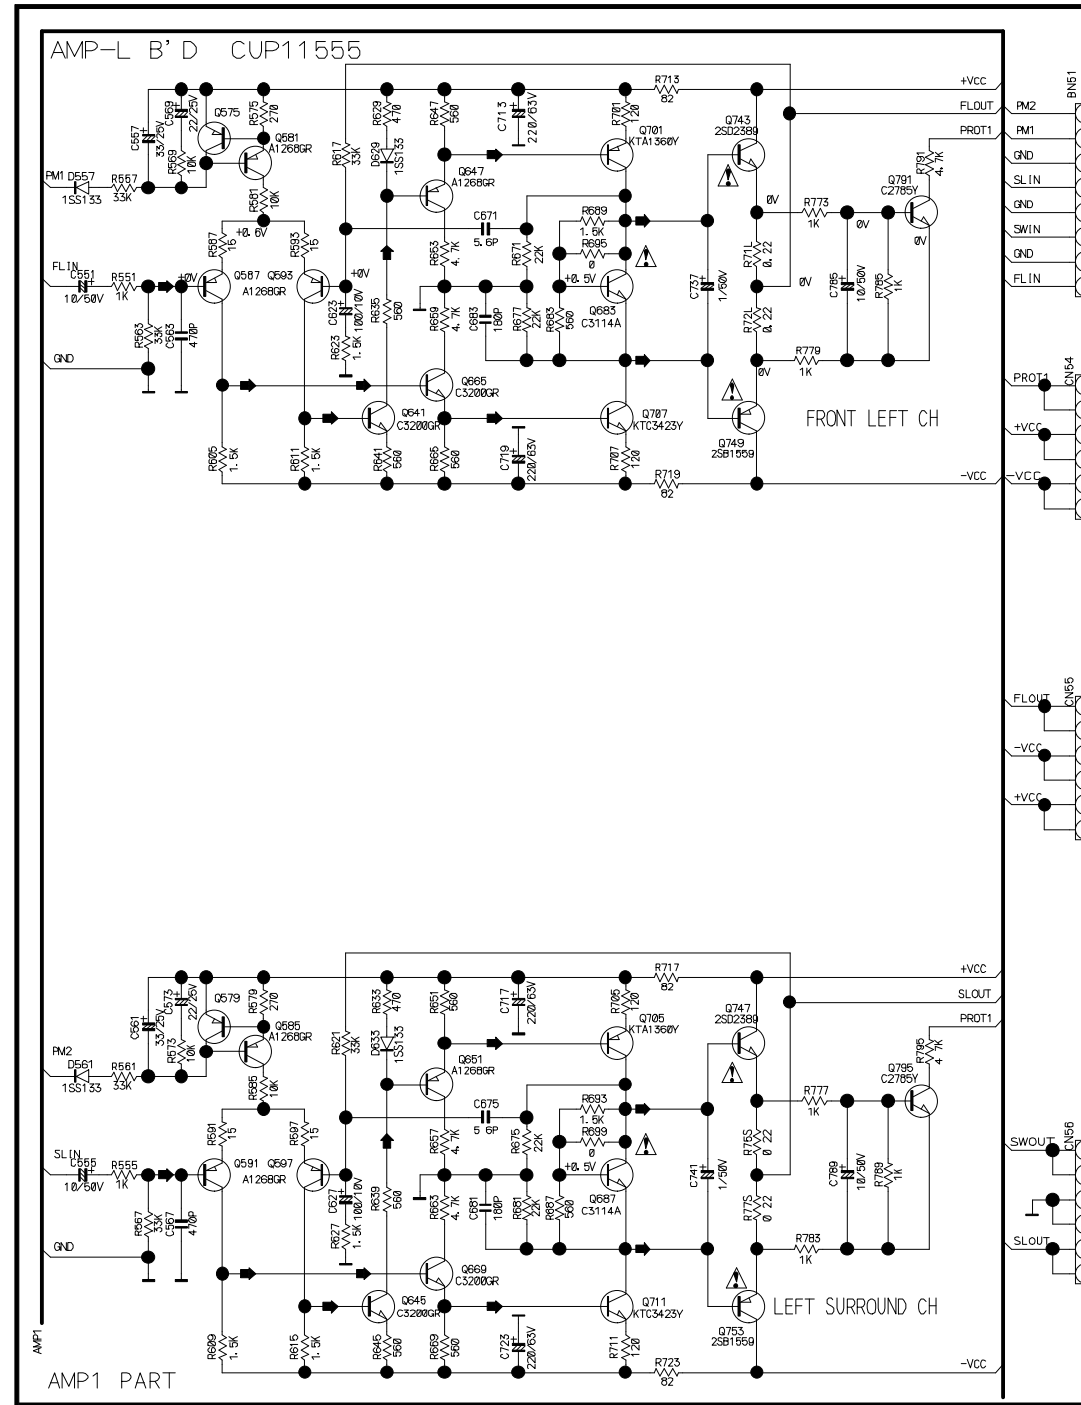 AMP-L B'D CUP11555
+VCC
FLOUT
PROT1
BN51
PM2
PM1
GND
SLIN
GND
SWIN
GND
FLIN
C557
33/25V
C569
22/25V
Q575
R575
270
Q581
A1268GR
R569
10K
R581
10K
PM1
D557
1SS133
R557
33K
R617
33K
R629
470
D629
1SS133
R647
560
Q647
A1268GR
C713
220/63V
R701
120
Q701
KTA1360Y
R713
82
Q743
2SD2389
Q791
C2785Y
R791
4.7K
+0.6V
R587
15
R593
15
C671
5.6P
R689
1.5K
R695
0
+0.5V
0V
R773
1K
0V
FLIN
C551
10/50V
R551
1K
+0V
Q587
Q593
A1268GR
+0V
R653
4.7K
R671
22K
R71L
0.22
0V
R563
33K
C563
470P
C623
100/10V
R623
1.5K
R635
560
R659
4.7K
C683
180P
R677
22K
R683
560
Q683
C3114A
C737
1/50V
R72L
0.22
C785
10/50V
R785
1K
GND
0V
R779
1K
Q665
C3200GR
Q641
C3200GR
Q707
KTC3423Y
Q749
2SB1559
FRONT LEFT CH
R605
1.5K
R611
1.5K
R641
560
R665
560
C719
220/63V
R707
120
R719
82
-VCC
CN54
PROT1
+VCC
-VCC
CN55
FLOUT
-VCC
+VCC
+VCC
SLOUT
PROT1
C561
33/25V
C573
22/25V
Q579
R579
270
Q585
A1268GR
R573
10K
R585
10K
PM2
D561
1SS133
R561
33K
R621
33K
R633
470
D633
1SS133
R651
560
Q651
A1268GR
C717
220/63V
R705
120
Q705
KTA1360Y
R717
82
Q747
2SD2389
Q795
C2785Y
R795
4 7K
R591
15
R597
15
C675
5 6P
R693
1. 5K
R699
0
+0.5V
R777
1K
SLIN
C555
10/50V
R555
1K
Q591
Q597
A1268GR
R657
4.7K
R675
22K
R76S
0 22
R567
33K
C567
470P
C627
100/10V
R627
1.5K
R639
560
R663
4.7K
C681
180P
R681
22K
R687
560
Q687
C3114A
C741
1/50V
R77S
0 22
C789
10/50V
R789
1K
GND
R783
1K
Q669
C3200GR
Q645
C3200GR
Q711
KTC3423Y
Q753
2SB1559
LEFT SURROUND CH
R609
1.5K
R615
1.5K
R645
560
R669
560
C723
220/63V
R711
120
R723
82
-VCC
CN56
SWOUT
SLOUT
AMP1
AMP1 PART